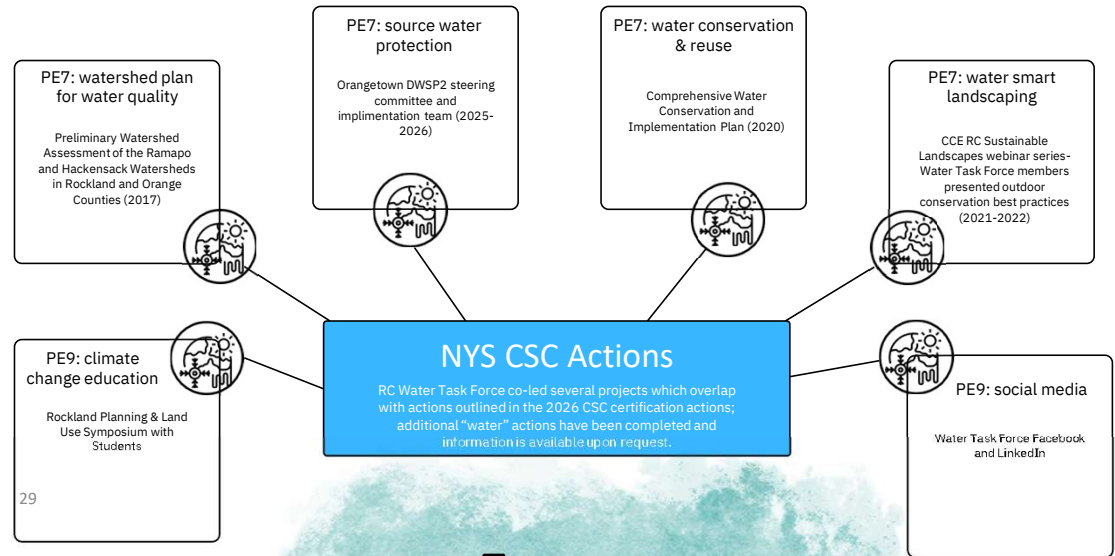 PE7: watershed plan
for water quality
Preliminary Watershed
Assessment of the Ramapo
and Hackensack Watersheds
in Rockland and Orange
Counties (2017)
PE7: source water
protection
Orangetown DWSP2 steering
committee and
implimentation team (2025-
2026)
PE7: water conservation
& reuse
Comprehensive Water
Conservation and
Implementation Plan (2020)
PE7: water smart
landscaping
CCE RC Sustainable
Landscapes webinar series-
Water Task Force members
presented outdoor
conservation best practices
(2021-2022)
PE9: climate
change education
Rockland Planning & Land
Use Symposium with
Students
NYS CSC Actions
RC Water Task Force co-led several projects which overlap
with actions outlined in the 2026 CSC certification actions;
additional “water” actions have been completed and
information is available upon request.
PE9: social media
Water Task Force Facebook
and LinkedIn
29